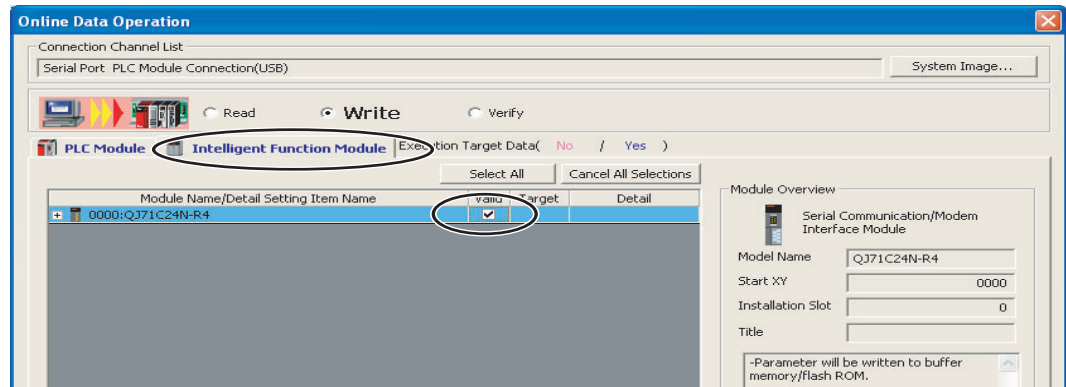 Online Data Operation
Connection Channel List
Serial Port PLC Module Connection(USB)
System Image...
Read
Write
Verify
PLC Module
Intelligent Function Module
Execution Target Data( No / Yes )
Select All
Cancel All Selections
Module Name/Detail Setting Item Name
Valid
Target
Detail
0000:QJ71C24N-R4
Module Overview
Serial Communication/Modem
Interface Module
Model Name
QJ71C24N-R4
Start XY
0000
Installation Slot
0
Title
-Parameter will be written to buffer
memory/flash ROM.